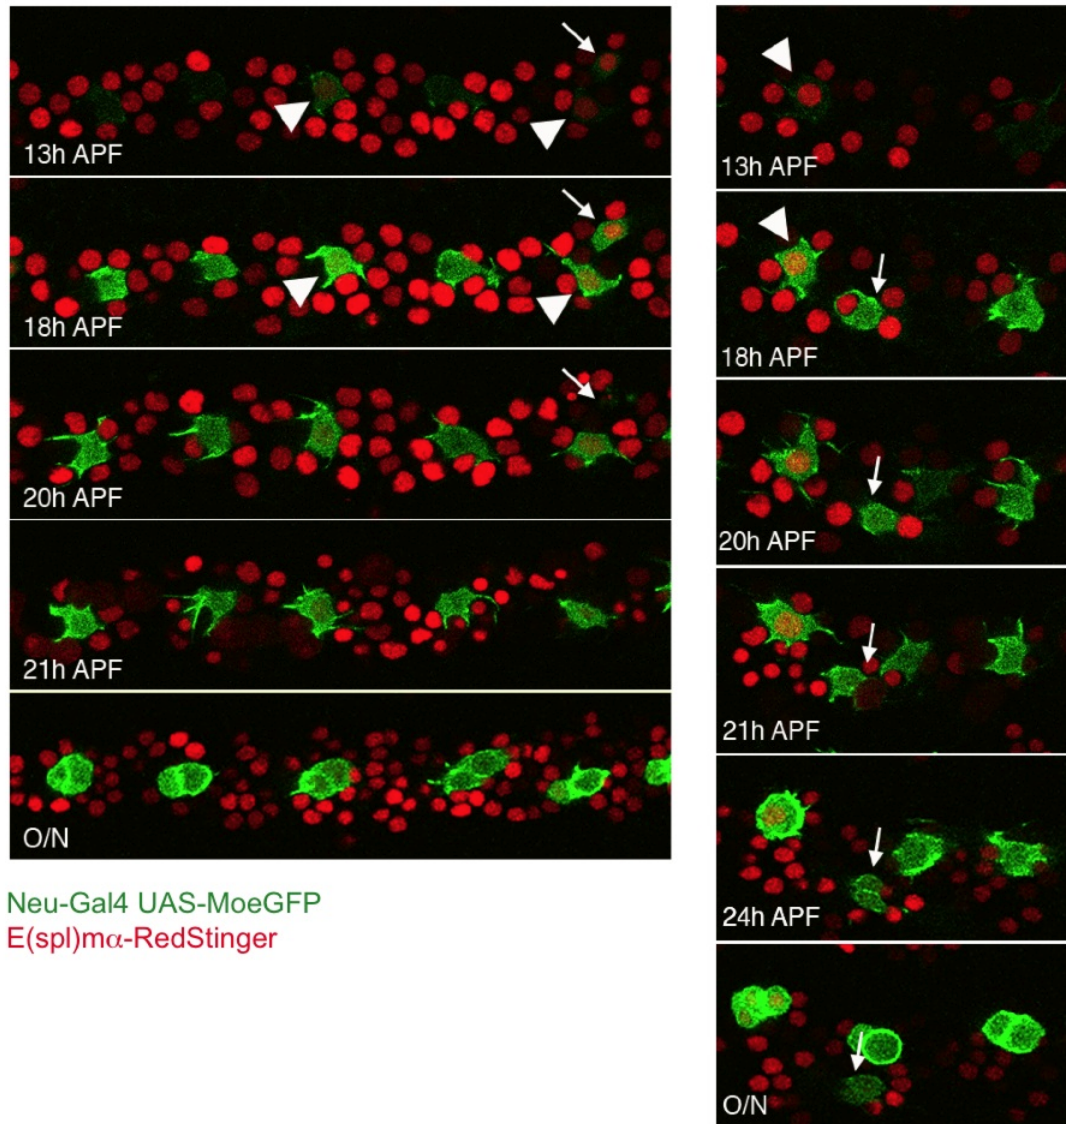 13h APF
18h APF
20h APF
21h APF
O/N
Neu-Gal4 UAS-MoeGFP
E(spl)mα-RedStinger
13h APF
18h APF
20h APF
21h APF
24h APF
O/N